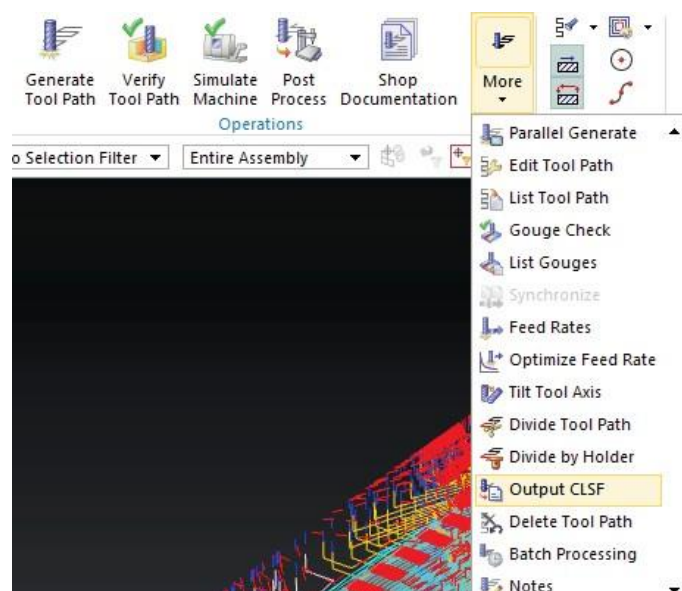 Generate Tool Path
Verify Tool Path
Simulate Machine
Post Process
Shop Documentation
More
Operations
o Selection Filter
Entire Assembly
Parallel Generate
Edit Tool Path
List Tool Path
Gouge Check
List Gouges
Synchronize
Feed Rates
Optimize Feed Rate
Tilt Tool Axis
Divide Tool Path
Divide by Holder
Output CLSF
Delete Tool Path
Batch Processing
Notes